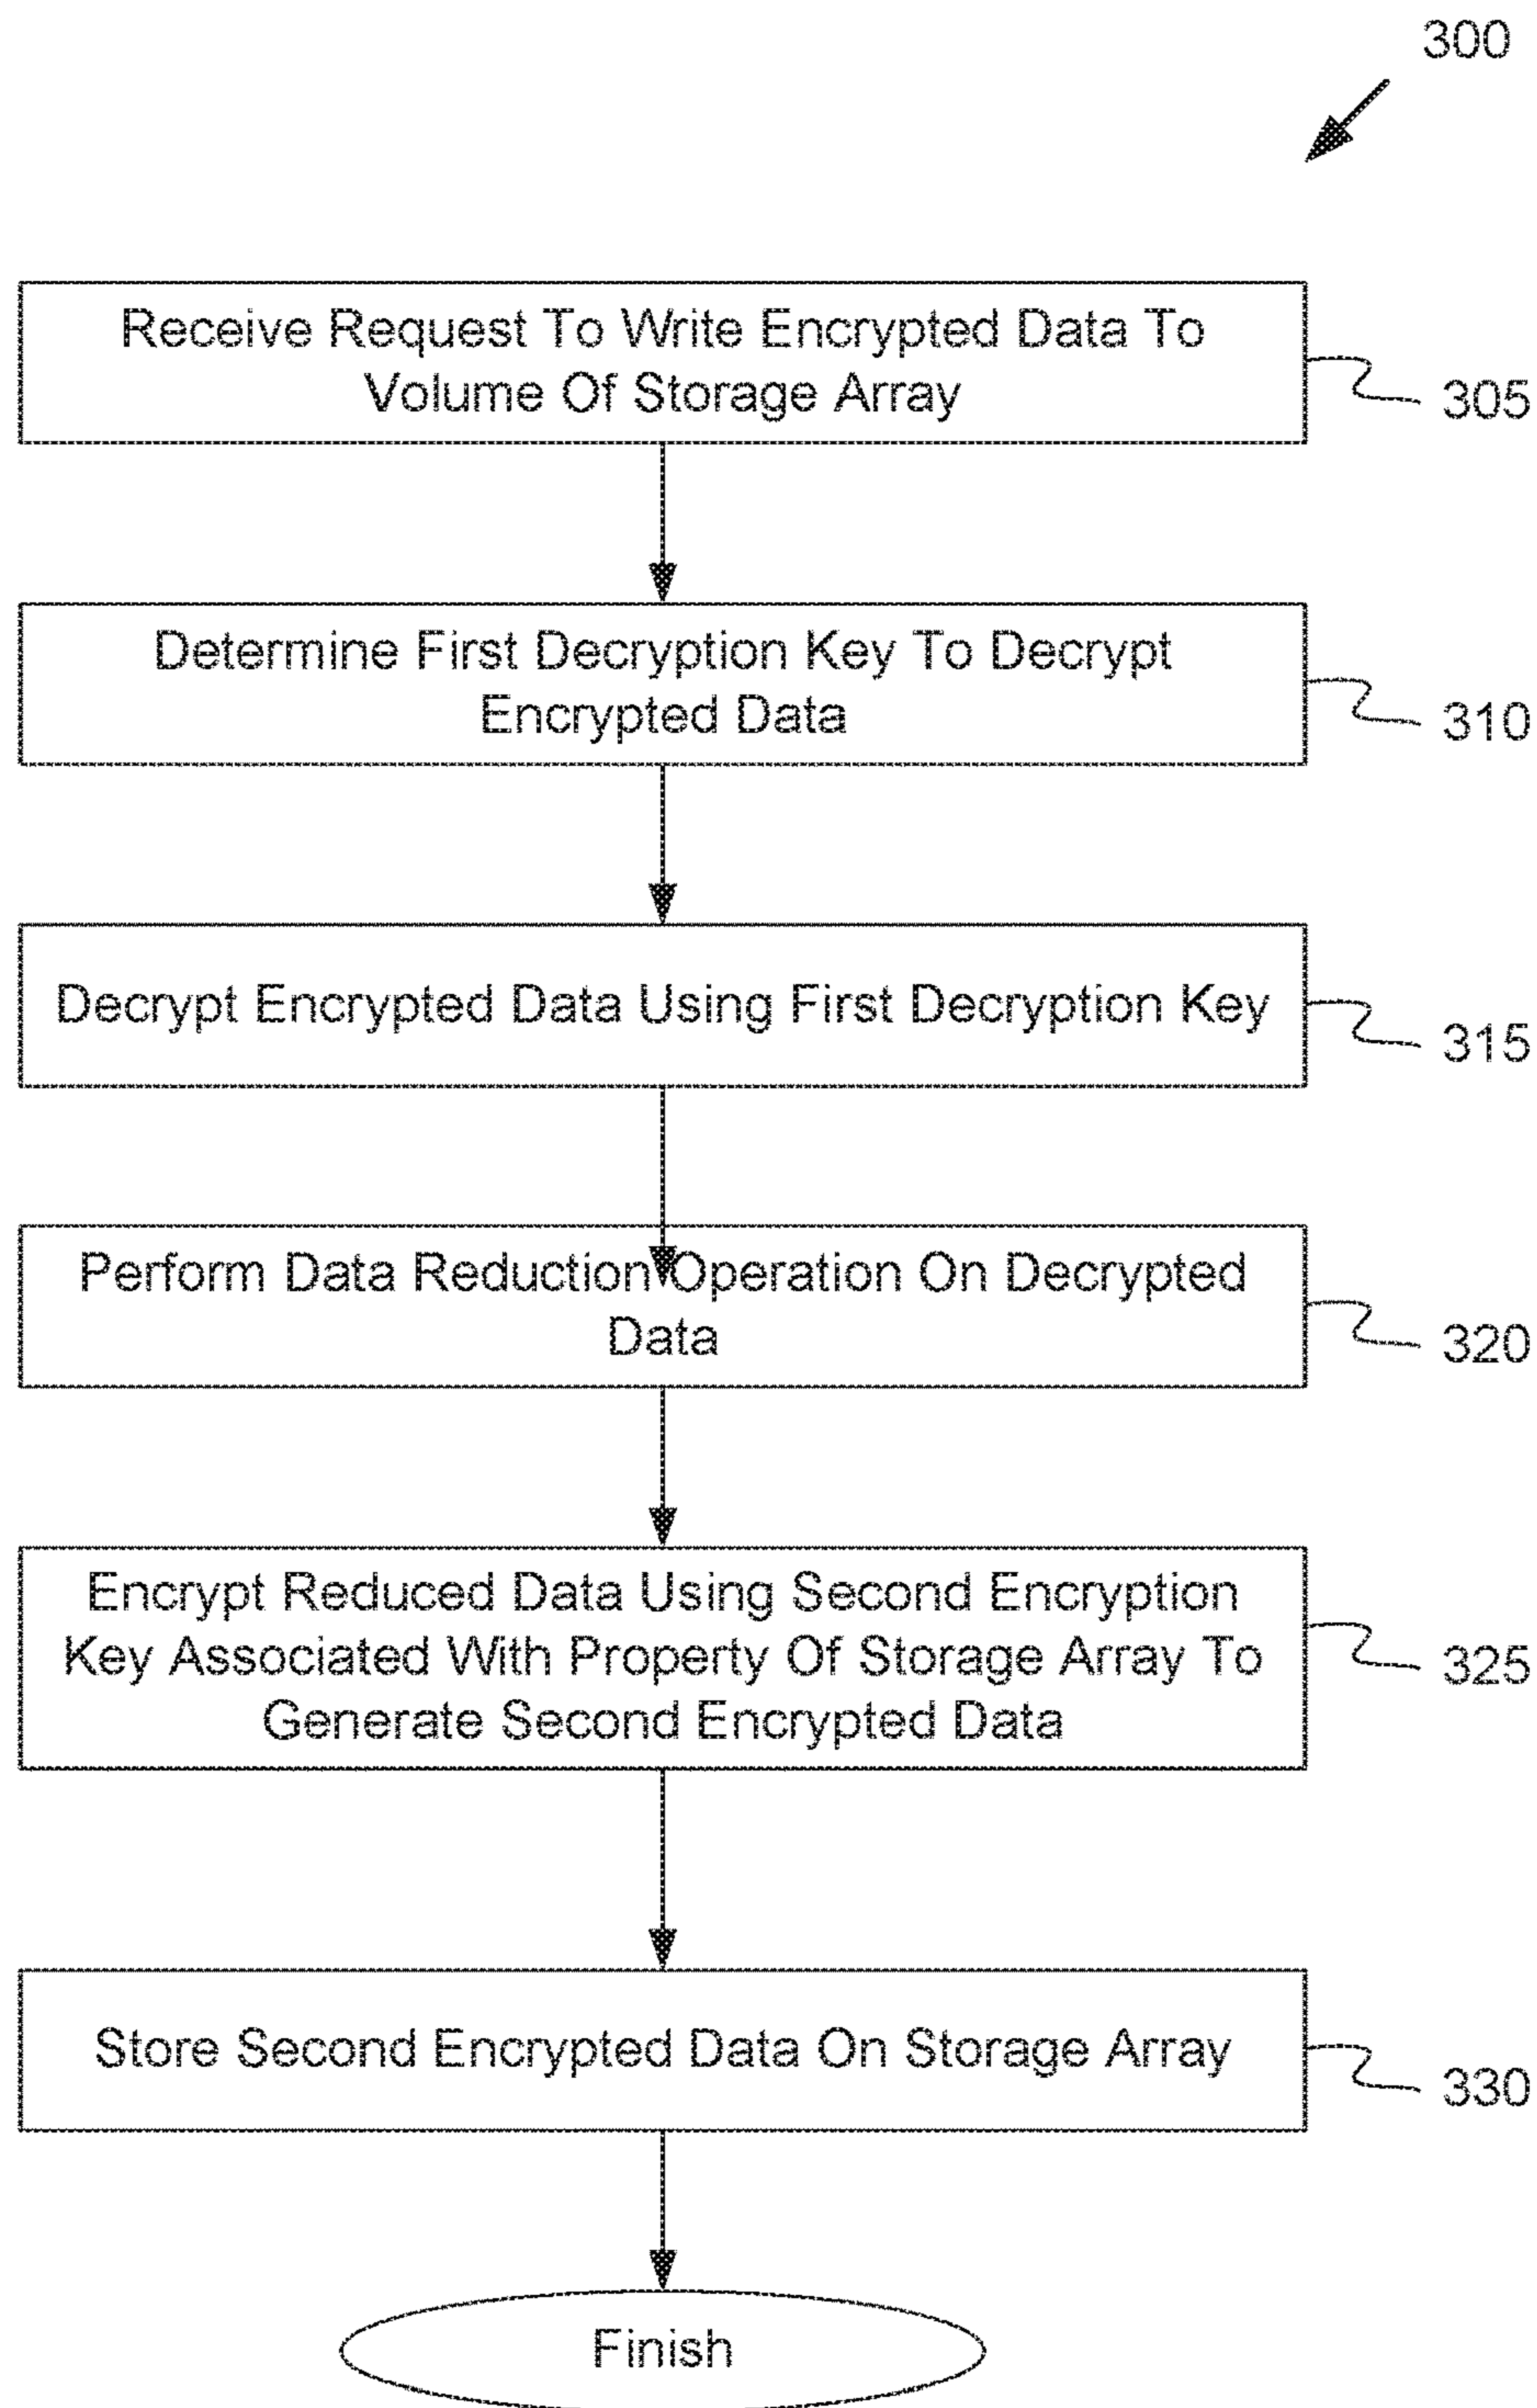 300
Receive Request To Write Encrypted Data To
Volume Of Storage Array
305
Determine First Decryption Key To Decrypt
Encrypted Data
310
Decrypt Encrypted Data Using First Decryption Key
315
Perform Data Reduction Operation On Decrypted
Data
320
Encrypt Reduced Data Using Second Encryption
Key Associated With Property Of Storage Array To
Generate Second Encrypted Data
325
Store Second Encrypted Data On Storage Array
330
Finish